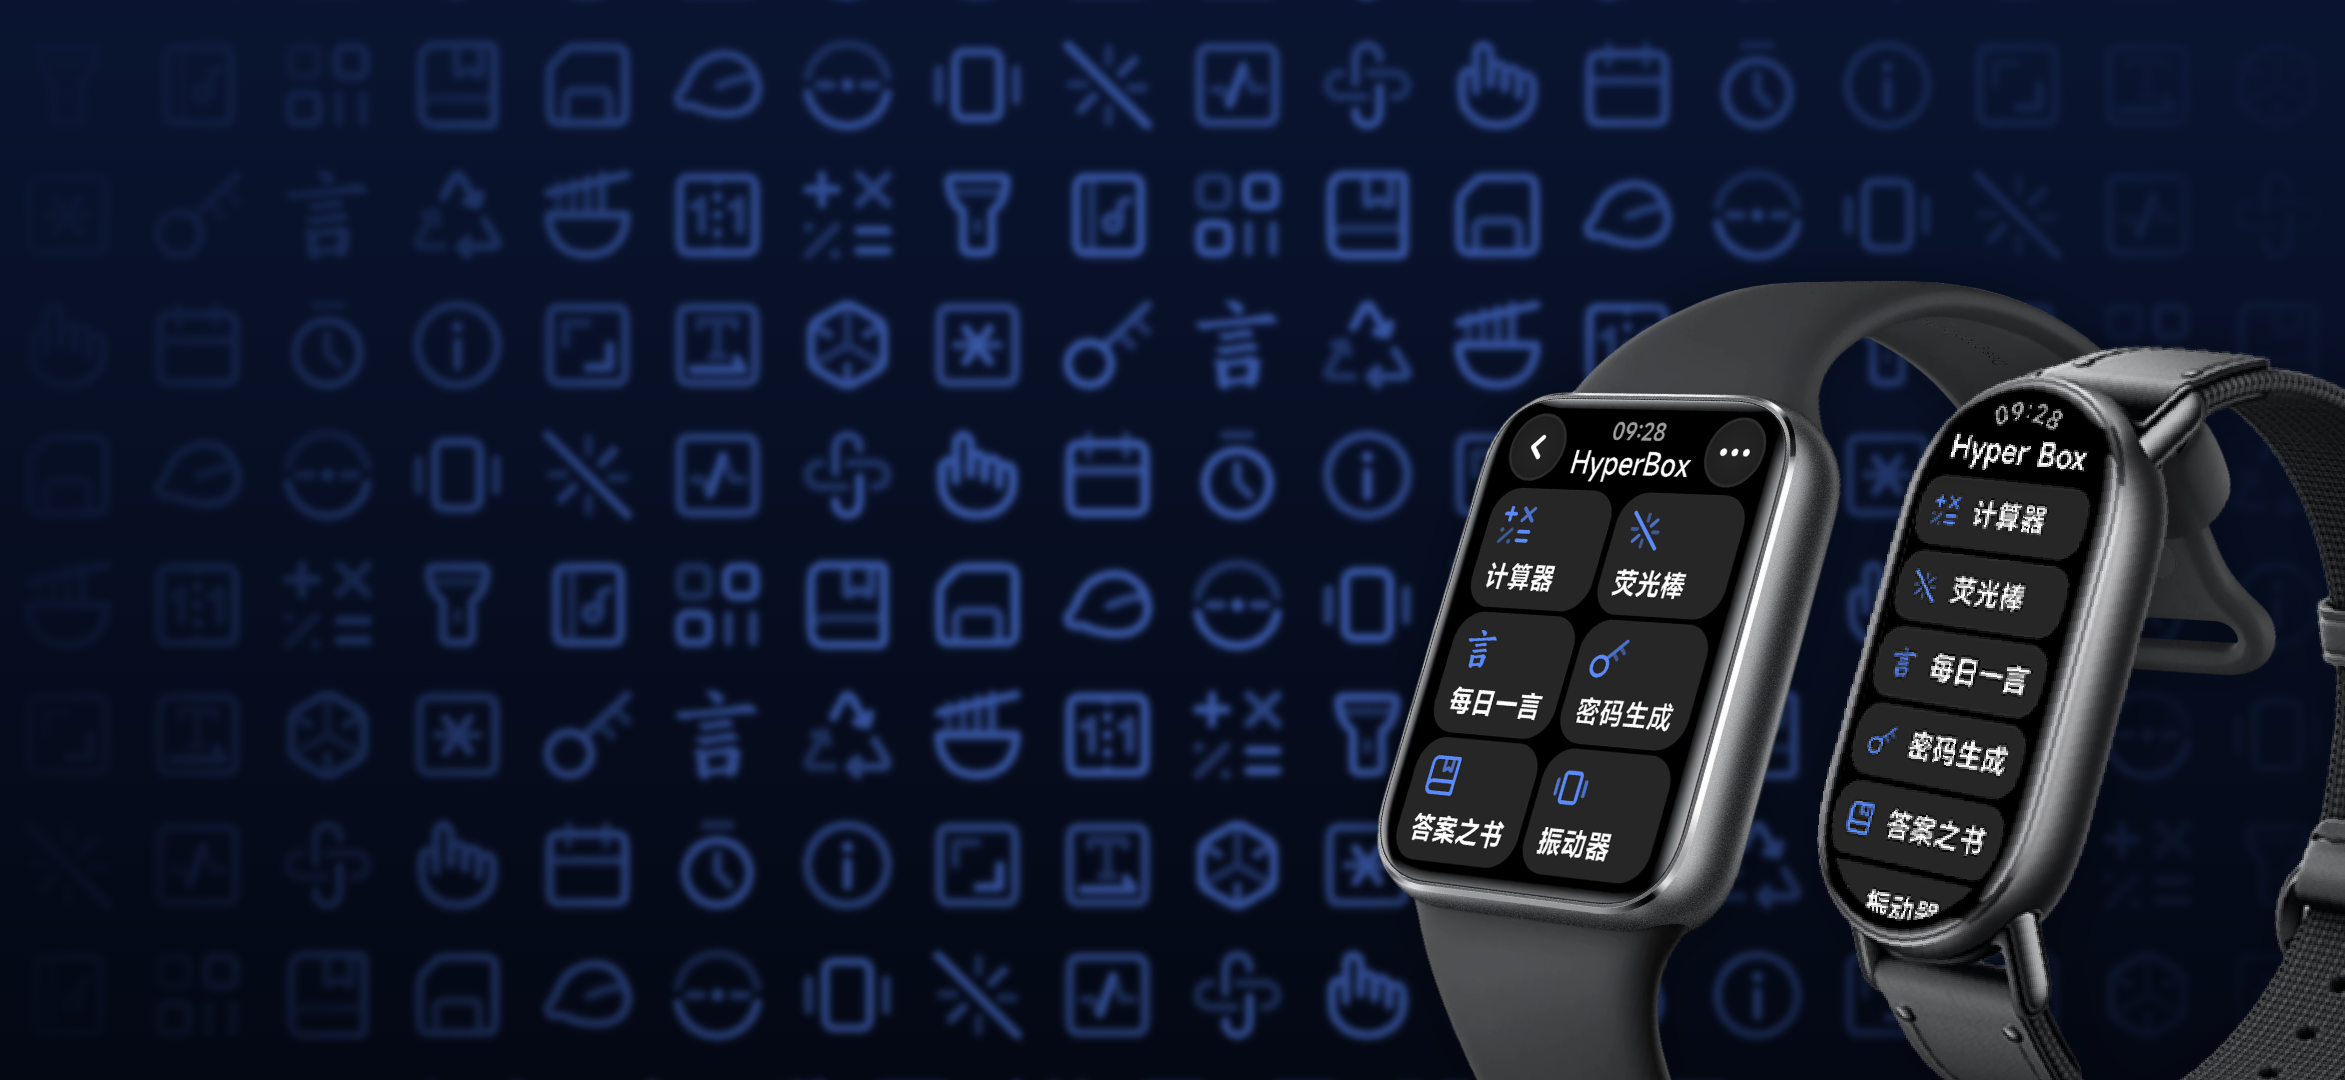 09:28
HyperBox
计算器
荧光棒
每日一言
密码生成
答案之书
振动器
09:28
Hyper Box
计算器
荧光棒
每日一言
密码生成
答案之书
振动器